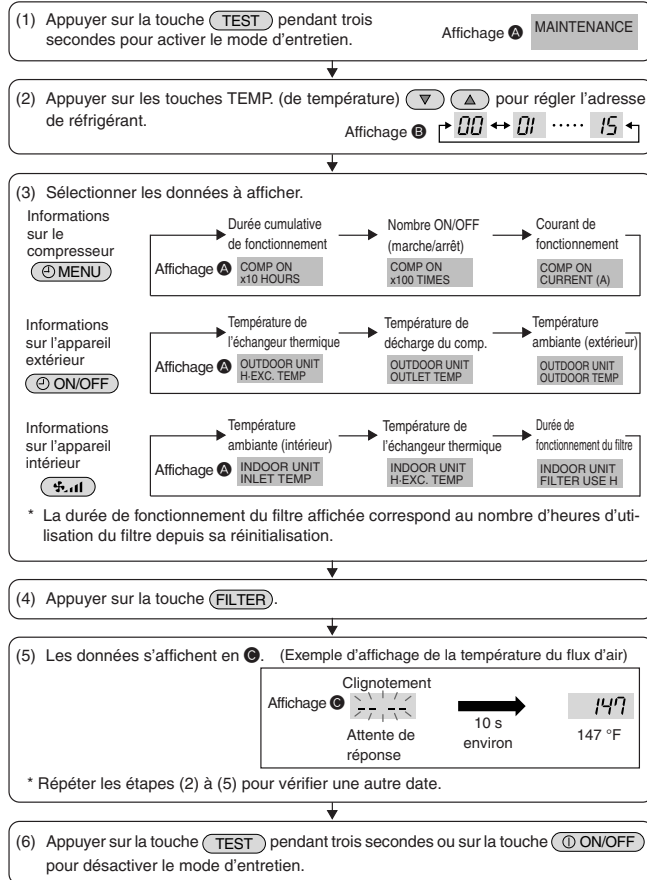 (1) Appuyer sur la touche TEST pendant trois
secondes pour activer le mode d'entretien.
Affichage A MAINTENANCE
(2) Appuyer sur les touches TEMP. (de température) ▽ △ pour régler l'adresse
de réfrigérant.
Affichage B 00 ↔ 01 ····· 15
(3) Sélectionner les données à afficher.
Informations
sur le
compresseur
MENU
Affichage A
Durée cumulative
de fonctionnement
COMP ON
x10 HOURS
Nombre ON/OFF
(marche/arrêt)
COMP ON
x100 TIMES
Courant de
fonctionnement
COMP ON
CURRENT (A)
Informations
sur l'appareil
extérieur
ON/OFF
Affichage A
Température de
l'échangeur thermique
OUTDOOR UNIT
H·EXC. TEMP
Température de
décharge du comp.
OUTDOOR UNIT
OUTLET TEMP
Température
ambiante (extérieur)
OUTDOOR UNIT
OUTDOOR TEMP
Informations
sur l'appareil
intérieur
Affichage A
Température
ambiante (intérieur)
INDOOR UNIT
INLET TEMP
Température de
l'échangeur thermique
INDOOR UNIT
H·EXC. TEMP
Durée de
fonctionnement du filtre
INDOOR UNIT
FILTER USE H
* La durée de fonctionnement du filtre affichée correspond au nombre d'heures d'uti-
lisation du filtre depuis sa réinitialisation.
(4) Appuyer sur la touche FILTER.
(5) Les données s'affichent en C. (Exemple d'affichage de la température du flux d'air)
Clignotement
Affichage C -- --
Attente de
réponse
10 s
environ
147
147 °F
* Répéter les étapes (2) à (5) pour vérifier une autre date.
(6) Appuyer sur la touche TEST pendant trois secondes ou sur la touche ON/OFF
pour désactiver le mode d'entretien.